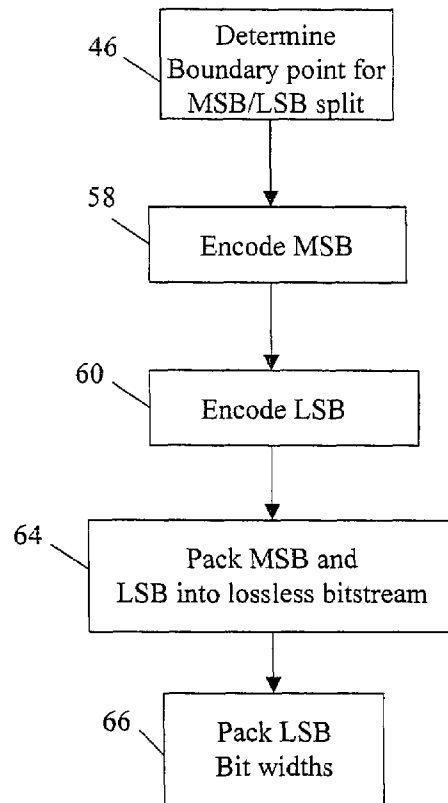 46
Determine
Boundary point for
MSB/LSB split
58
Encode MSB
60
Encode LSB
64
Pack MSB and
LSB into lossless bitstream
66
Pack LSB
Bit widths